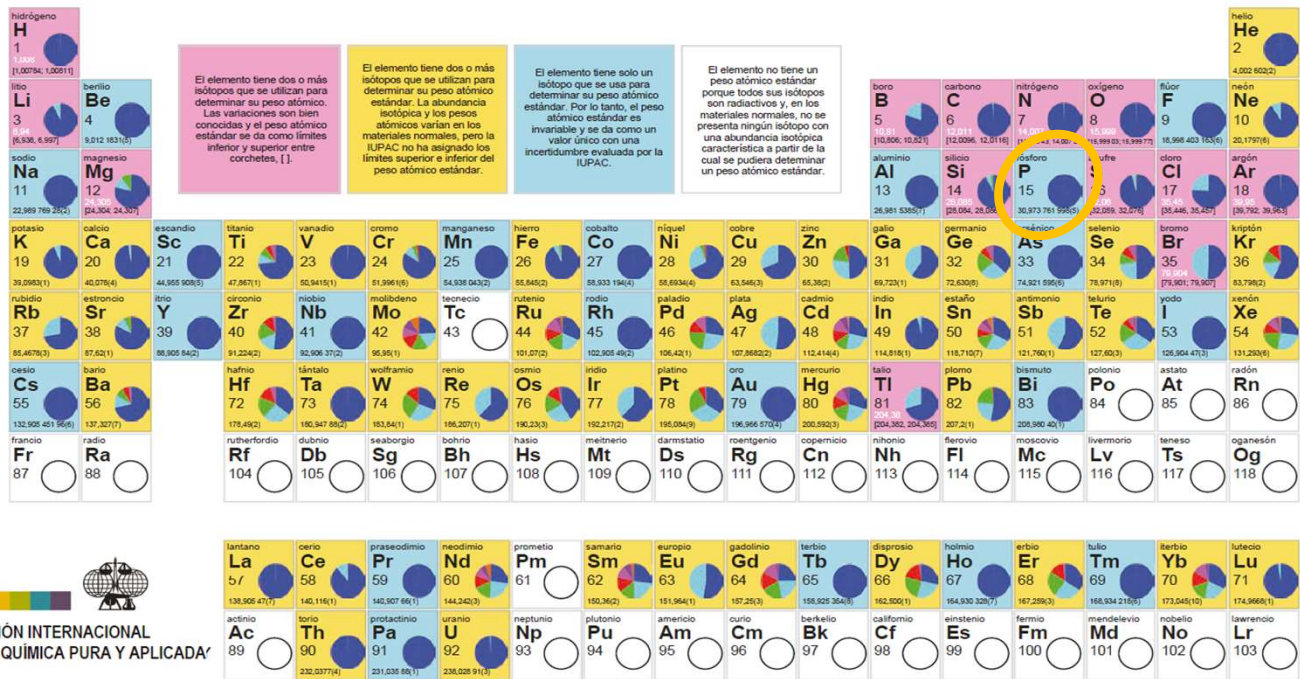 hidrógeno
H
1
1,008
[1,00784; 1,00811]
helio
He
2
4,002 602(2)
El elemento tiene dos o más
isótopos que se utilizan para
determinar su peso atómico.
Las variaciones son bien
conocidas y el peso atómico
estándar se da como límites
inferior y superior entre
corchetes, [ ].
El elemento tiene dos o más
isótopos que se utilizan para
determinar su peso atómico
estándar. La abundancia
isotópica y los pesos
atómicos varían en los
materiales normales, pero la
IUPAC no ha asignado los
límites superior e inferior del
peso atómico estándar.
El elemento tiene solo un
isótopo que se usa para
determinar su peso atómico
estándar. Por lo tanto, el peso
atómico estándar es
invariable y se da como un
valor único con una
incertidumbre evaluada por la
IUPAC.
El elemento no tiene un
peso atómico estándar
porque todos sus isótopos
son radiactivos y, en los
materiales normales, no se
presenta ningún isótopo con
una abundancia isotópica
característica a partir de la
cual se pudiera determinar
un peso atómico estándar.
litio
Li
3
6,94
[6,938, 6,997]
berilio
Be
4
9,012 1831(5)
boro
B
5
10,81
[10,806; 10,821]
carbono
C
6
12,011
[12,0096, 12,0116]
nitrógeno
N
7
14,007
oxígeno
O
8
15,999
15,999 03; 15,999 77]
flúor
F
9
18,998 403 163(6)
neón
Ne
10
20,1797(6)
sodio
Na
11
22,989 769 28(2)
magnesio
Mg
12
24,305
[24,304; 24,307]
aluminio
Al
13
26,981 5385(7)
silicio
Si
14
28,085
ósforo
P
15
30,973 761 998(5)
ufre
6
[32,059, 32,076]
cloro
Cl
17
35,45
[35,446, 35,457]
argón
Ar
18
39,95
[39,792; 39,963]
potasio
K
19
39,0983(1)
calcio
Ca
20
40,078(4)
escandio
Sc
21
44,955 908(5)
titanio
Ti
22
47,867(1)
vanadio
V
23
50,9415(1)
cromo
Cr
24
51,9961(6)
manganeso
Mn
25
54,938 043(2)
hierro
Fe
26
55,845(2)
cobalto
Co
27
58,933 194(4)
níquel
Ni
28
58,6934(4)
cobre
Cu
29
63,546(3)
zinc
Zn
30
65,38(2)
galio
Ga
31
69,723(1)
germanio
Ge
32
72,630(8)
arsénico
As
33
74,921 595(6)
selenio
Se
34
78,971(8)
bromo
Br
35
79,904
[79,901; 79,907]
kriptón
Kr
36
83,798(2)
rubidio
Rb
37
85,4678(3)
estroncio
Sr
38
87,62(1)
itrio
Y
39
88,905 84(2)
circonio
Zr
40
91,224(2)
niobio
Nb
41
92,906 37(2)
molibdeno
Mo
42
95,95(1)
tecnecio
Tc
43
rutenio
Ru
44
101,07(2)
rodio
Rh
45
102,905 49(2)
paladio
Pd
46
106,42(1)
plata
Ag
47
107,8682(2)
cadmio
Cd
48
112,414(4)
indio
In
49
114,818(1)
estaño
Sn
50
118,710(7)
antimonio
Sb
51
121,760(1)
telurio
Te
52
127,60(3)
yodo
I
53
126,904 47(3)
xenón
Xe
54
131,293(6)
cesio
Cs
55
132,905 451 96(6)
bario
Ba
56
137,327(7)
hafnio
Hf
72
178,49(2)
tántalo
Ta
73
180,947 88(2)
wolframio
W
74
183,84(1)
renio
Re
75
186,207(1)
osmio
Os
76
190,23(3)
iridio
Ir
77
192,217(2)
platino
Pt
78
195,084(9)
oro
Au
79
196,966 570(4)
mercurio
Hg
80
200,592(3)
talio
Tl
81
204,38
[204,382, 204,385]
plomo
Pb
82
207,2(1)
bismuto
Bi
83
208,980 40(1)
polonio
Po
84
astato
At
85
radón
Rn
86
francio
Fr
87
radio
Ra
88
rutherfordio
Rf
104
dubnio
Db
105
seaborgio
Sg
106
bohrio
Bh
107
hasio
Hs
108
meitnerio
Mt
109
darmstatio
Ds
110
roentgenio
Rg
111
copernicio
Cn
112
nihonio
Nh
113
flerovio
Fl
114
moscovio
Mc
115
livermorio
Lv
116
teneso
Ts
117
oganesón
Og
118
lantano
La
57
138,905 47(7)
cerio
Ce
58
140,116(1)
praseodimio
Pr
59
140,907 66(1)
neodimio
Nd
60
144,242(3)
prometio
Pm
61
samario
Sm
62
150,36(2)
europio
Eu
63
151,964(1)
gadolinio
Gd
64
157,25(3)
terbio
Tb
65
158,925 354(8)
disprosio
Dy
66
162,500(1)
holmio
Ho
67
164,930 328(7)
erbio
Er
68
167,259(3)
tulio
Tm
69
168,934 218(6)
iterbio
Yb
70
173,045(10)
lutecio
Lu
71
174,9668(1)
IÓN INTERNACIONAL
QUÍMICA PURA Y APLICADA
actinio
Ac
89
torio
Th
90
232,0377(4)
protactinio
Pa
91
231,035 88(1)
uranio
U
92
238,028 91(3)
neptunio
Np
93
plutonio
Pu
94
americio
Am
95
curio
Cm
96
berkelio
Bk
97
californio
Cf
98
einstenio
Es
99
fermio
Fm
100
mendelevio
Md
101
nobelio
No
102
lawrencio
Lr
103